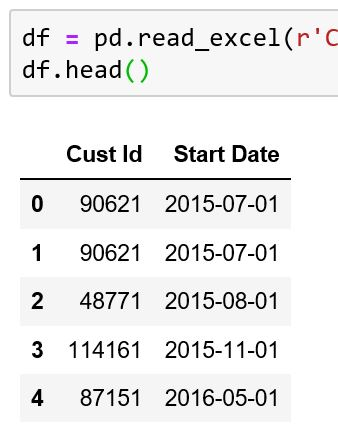 df = pd.read_excel(r'C
df.head()
Cust Id Start Date
0 90621 2015-07-01
1 90621 2015-07-01
2 48771 2015-08-01
3 114161 2015-11-01
4 87151 2016-05-01